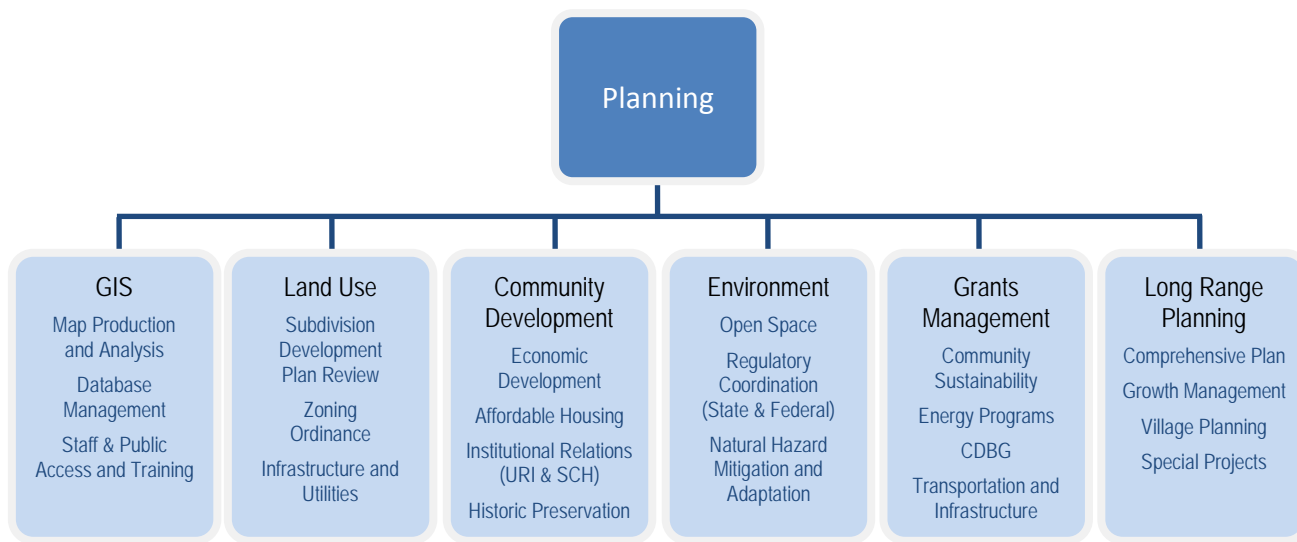 Planning
GIS
Map Production
and Analysis
Database
Management
Staff & Public
Access and Training
Land Use
Subdivision
Development
Plan Review
Zoning
Ordinance
Infrastructure and
Utilities
Community
Development
Economic
Development
Affordable Housing
Institutional Relations
(URI & SCH)
Historic Preservation
Environment
Open Space
Regulatory
Coordination
(State & Federal)
Natural Hazard
Mitigation and
Adaptation
Grants
Management
Community
Sustainability
Energy Programs
CDBG
Transportation and
Infrastructure
Long Range
Planning
Comprehensive Plan
Growth Management
Village Planning
Special Projects